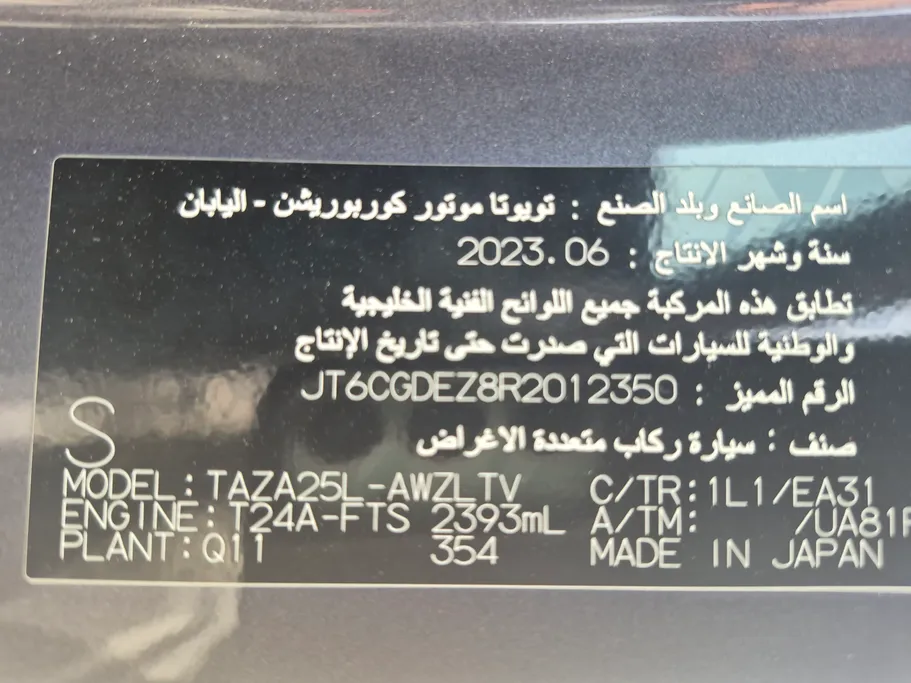 اسم الصانع وبلد الصنع : تويوتا موتور كوربوريشن - اليابان
سنة وشهر الانتاج : 2023.06
تطابق هذه المركبة جميع اللوائح الفنية الخليجية
والوطنية للسيارات التي صدرت حتى تاريخ الإنتاج
الرقم المميز : JT6CGDEZ8R2012350
صنف : سيارة ركاب متعددة الاغراض
S
MODEL: TAZA25L-AWZLTV C/TR: 1L1/EA31
ENGINE: T24A-FTS 2393mL A/TM: /UA81F
PLANT: Q11 354 MADE IN JAPAN